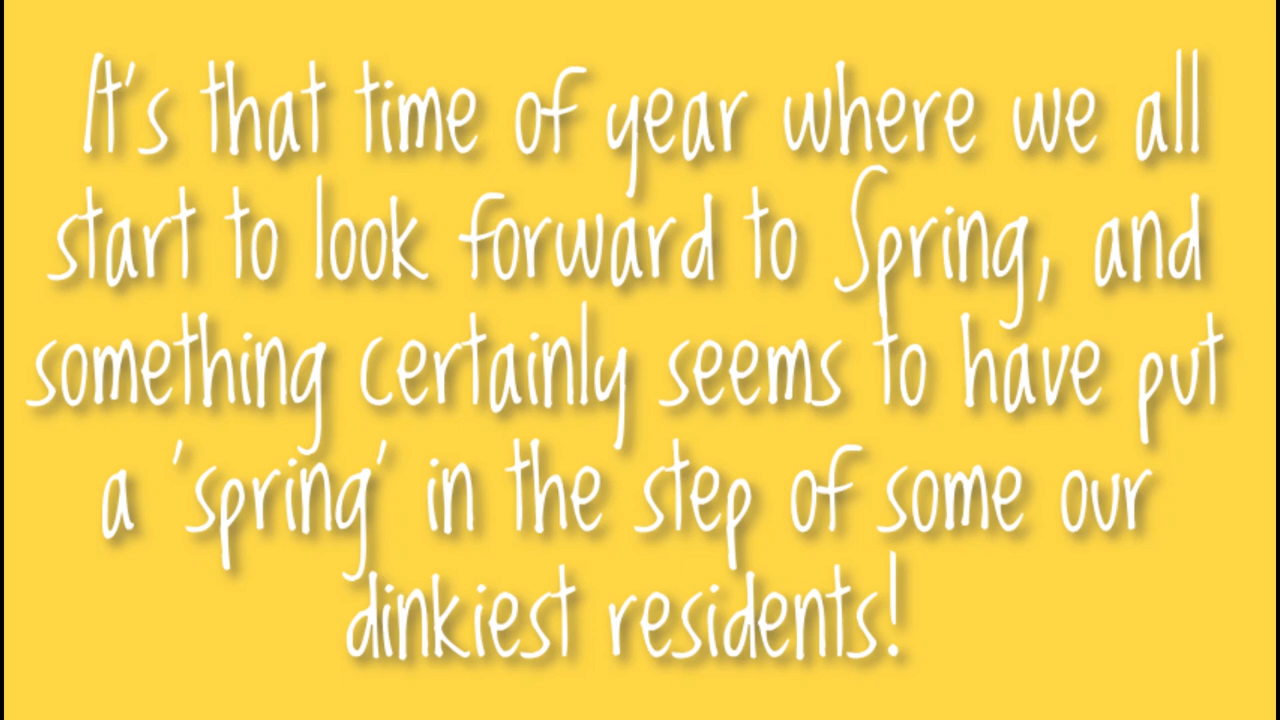 It's that time of year where we all
start to look forward to Spring, and
something certainly seems to have put
a 'spring' in the step of some our
dinkiest residents!